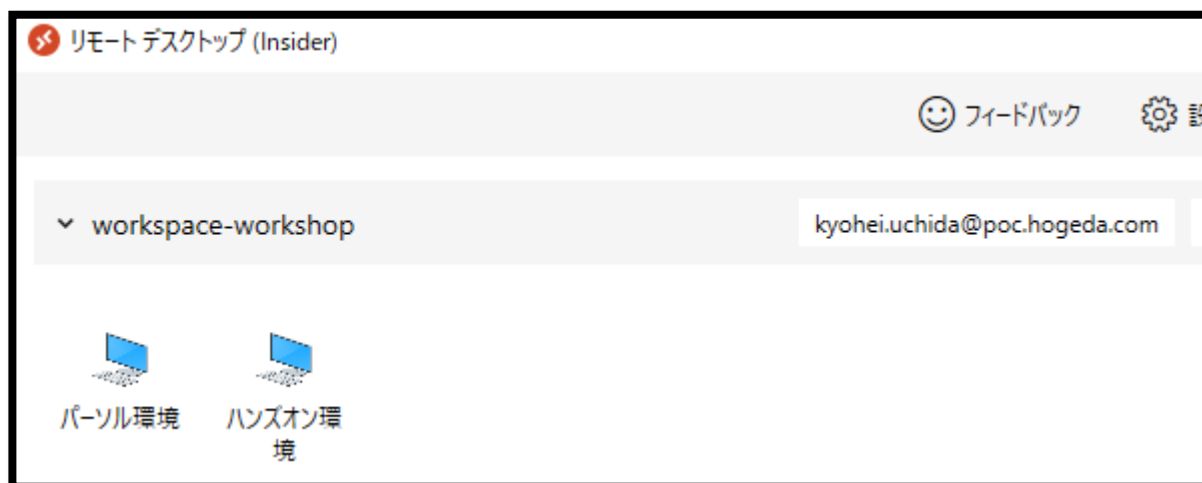 リモート デスクトップ (Insider)
フィードバック
workspace-workshop kyohei.uchida@poc.hogeda.com
パーソル環境 ハンズオン環
境